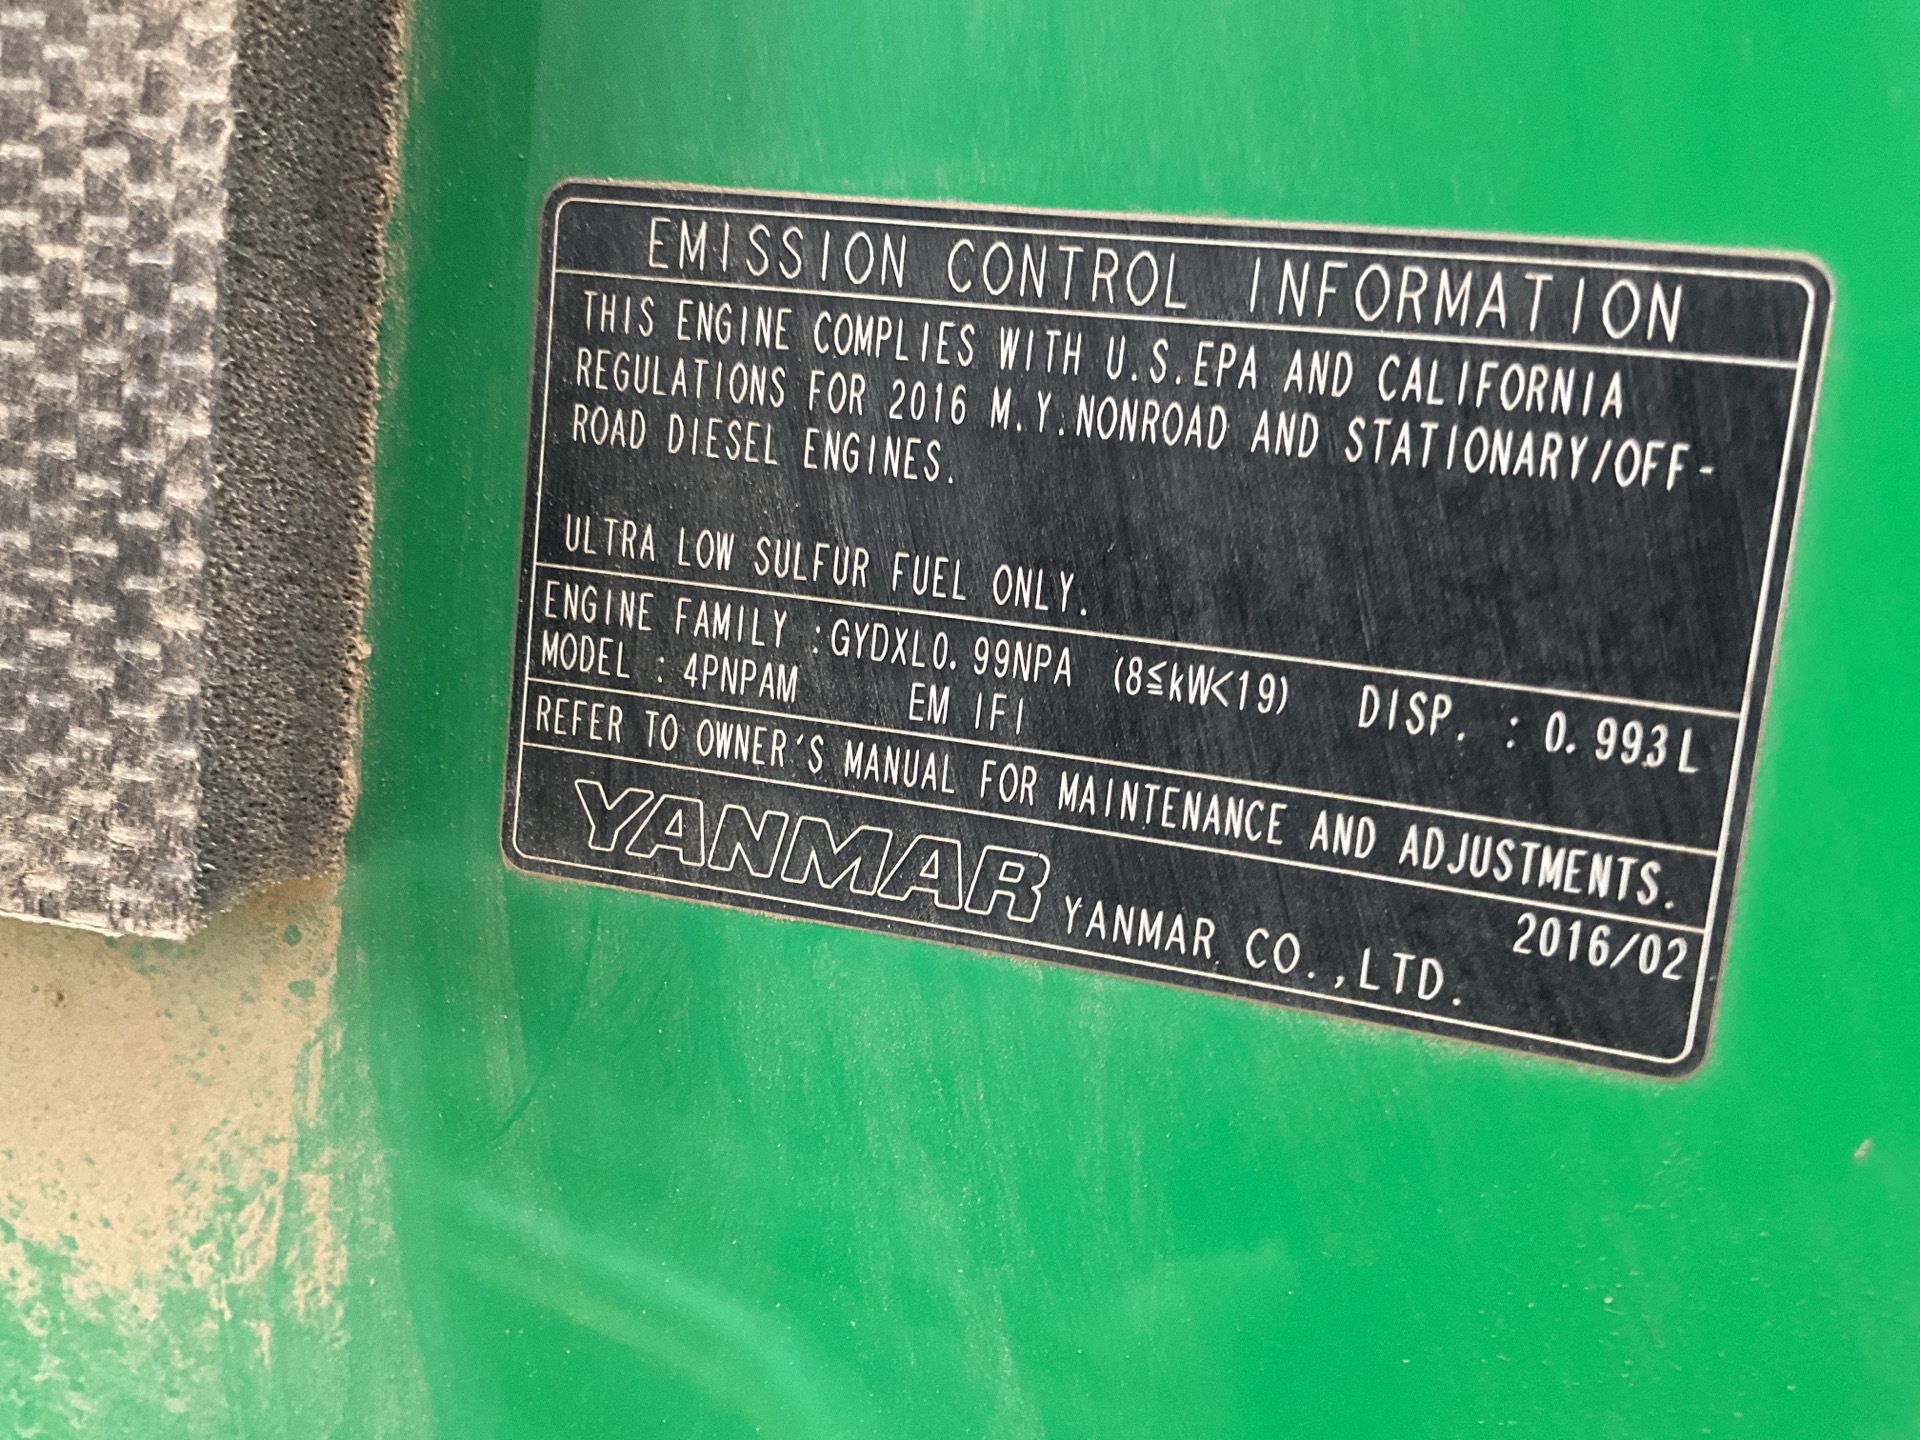 EMISSION CONTROL INFORMATION
THIS ENGINE COMPLIES WITH U.S.EPA AND CALIFORNIA
REGULATIONS FOR 2016 M.Y.NONROAD AND STATIONARY/OFF-
ROAD DIESEL ENGINES.
ULTRA LOW SULFUR FUEL ONLY.
ENGINE FAMILY :GYDXL0.99NPA (8≦kW<19) DISP. : 0.993L
MODEL : 4PNPAM EM IFI
REFER TO OWNER'S MANUAL FOR MAINTENANCE AND ADJUSTMENTS.
YANMAR YANMAR CO.,LTD. 2016/02